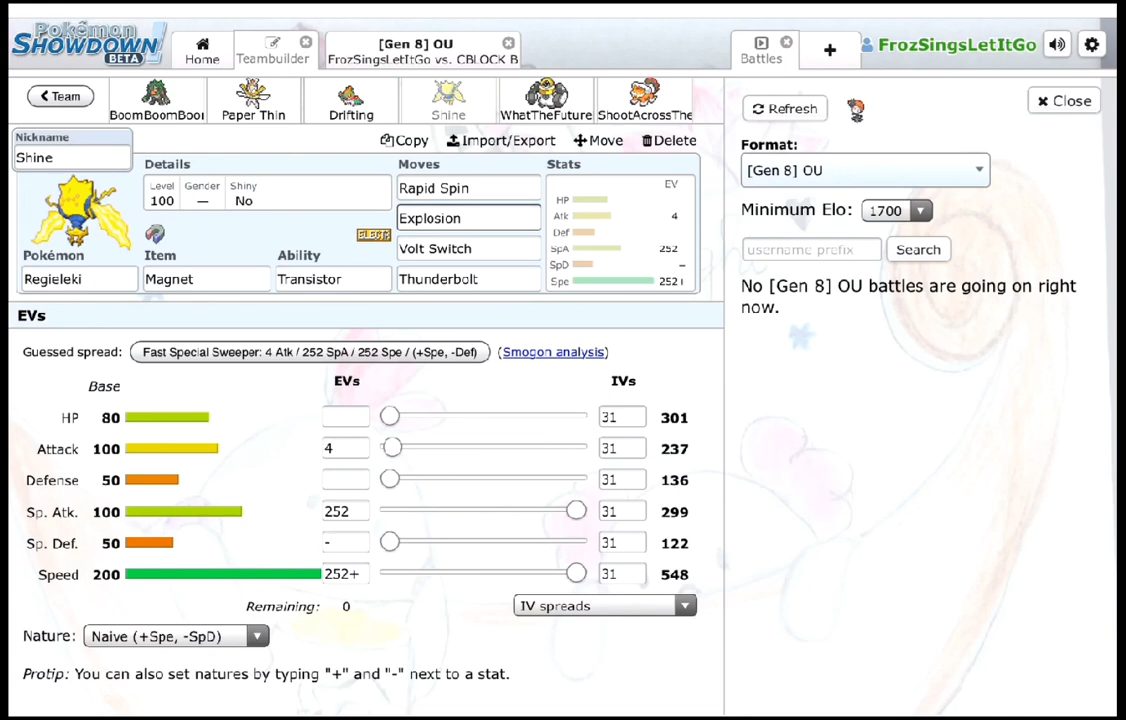 Pokémon
SHOWDOWN
BETA
Home
Teambuilder
[Gen 8] OU
FrozSingsLetItGo vs. CBLOCK B
Battles
+
FrozSingsLetItGo
< Team
BoomBoomBoo
Paper Thin
Drifting
Shine
WhatTheFuture
ShootAcrossThe
Nickname
Shine
Copy
Import/Export
Move
Delete
Details
Level
100
Gender
—
Shiny
No
ELECTR
Pokémon
Regieleki
Item
Magnet
Ability
Transistor
Moves
Rapid Spin
Explosion
Volt Switch
Thunderbolt
Stats
EV
HP
Atk 4
Def
SpA 252
SpD –
Spe 252+
EVs
Guessed spread: Fast Special Sweeper: 4 Atk / 252 SpA / 252 Spe / (+Spe, -Def) (Smogon analysis)
Base EVs IVs
HP 80 31 301
Attack 100 4 31 237
Defense 50 31 136
Sp. Atk. 100 252 31 299
Sp. Def. 50 - 31 122
Speed 200 252+ 31 548
Remaining: 0
IV spreads
Nature: Naive (+Spe, -SpD)
Protip: You can also set natures by typing "+" and "-" next to a stat.
Refresh
Close
Format:
[Gen 8] OU
Minimum Elo: 1700
username prefix
Search
No [Gen 8] OU battles are going on right
now.